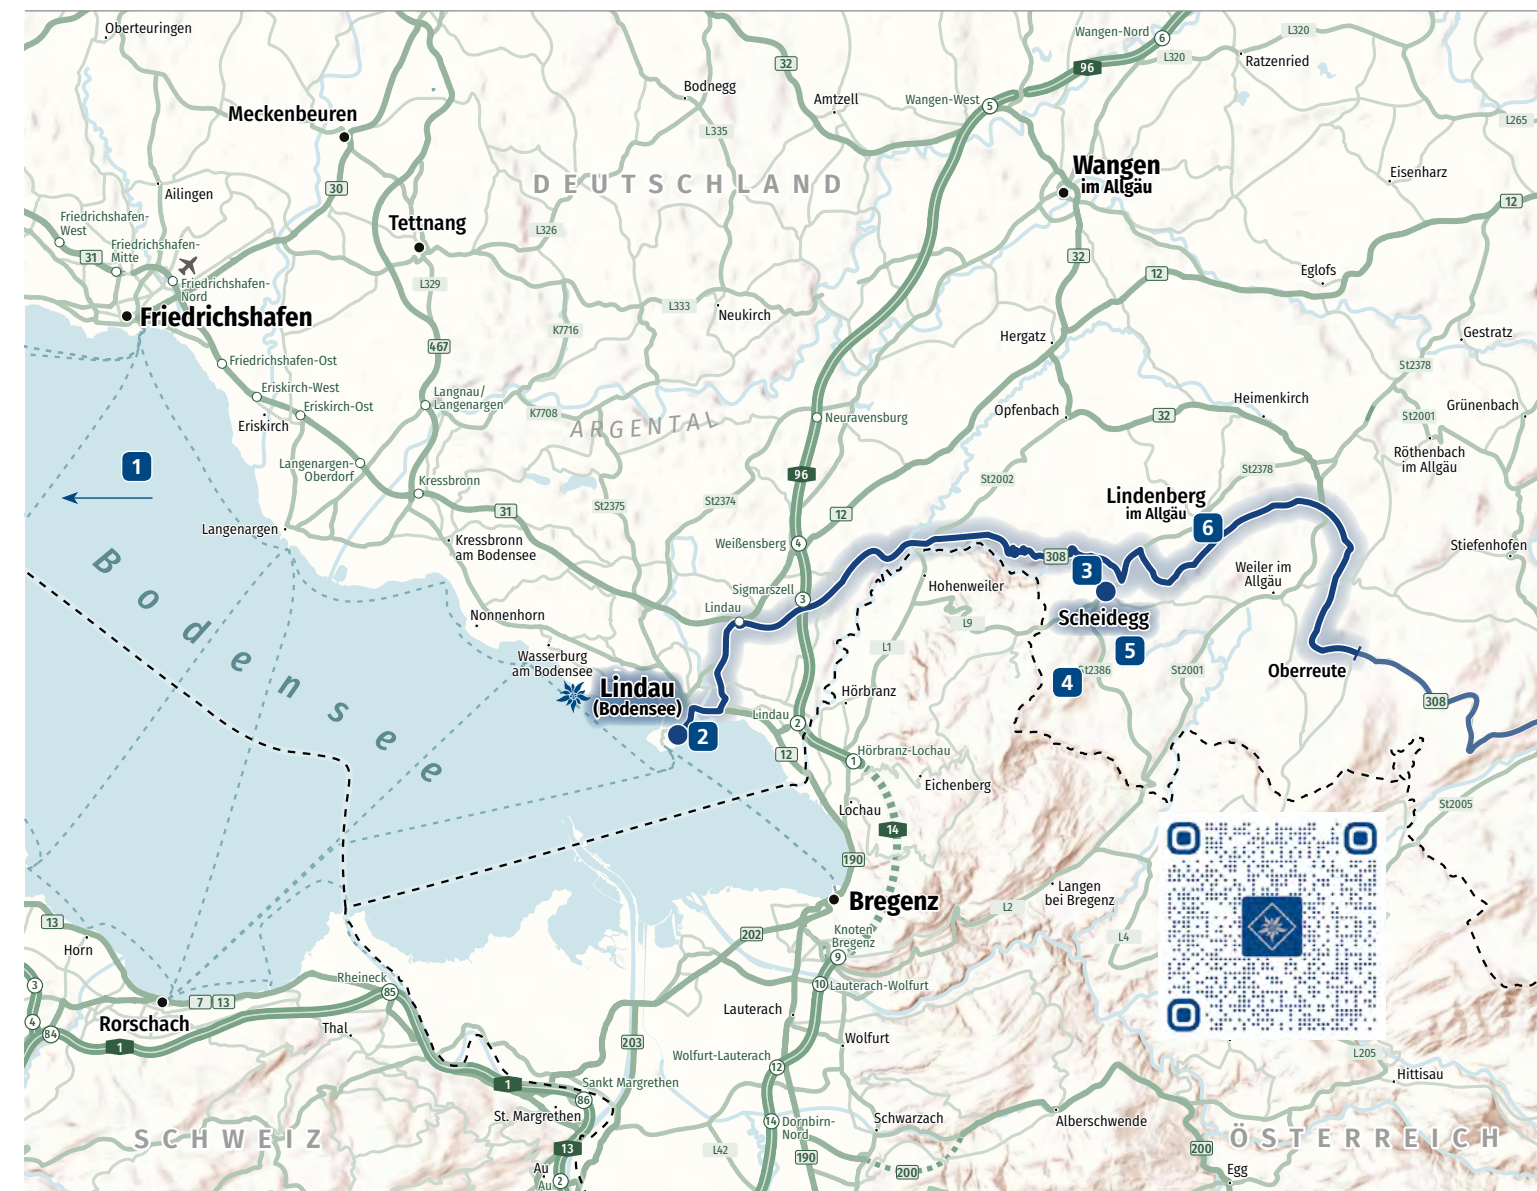 Oberteuringen
Wangen-Nord
6
L320
L320
Ratzenried
32
96
Bodnegg
Amtzell
Wangen-West
5
Meckenbeuren
L335
L265
Wangen
im Allgäu
Eisenharz
DEUTSCHLAND
Ailingen
30
12
Friedrichshafen-
West
Tettnang
L326
31
Friedrichshafen-
Mitte
32
12
Eglofs
Friedrichshafen-
Nord
L329
L333
Neukirch
Friedrichshafen
K7716
Hergatz
Gestratz
467
Friedrichshafen-Ost
St2378
Eriskirch-West
Eriskirch-Ost
Langnau/
Langenargen
K7708
Heimenkirch
Grünenbach
Opfenbach
32
St2001
Neuravensburg
Eriskirch
ARGENTAL
Röthenbach
im Allgäu
1
Langenargen-
Oberdorf
96
St2378
Kressbronn
St2002
Lindenberg
im Allgäu
31
St2375
St2374
12
6
Langenargen
Kressbronn
am Bodensee
Weißensberg
4
Stiefenhofen
308
3
Weiler im
Allgäu
Bodensee
Hohenweiler
Sigmarszell
3
Lindau
Nonnenhorn
Scheidegg
L9
L1
5
Wasserburg
am Bodensee
Oberreute
4
St2386
St2001
Lindau
(Bodensee)
Hörbranz
308
2
Lindau
2
12
Hörbranz-Lochau
1
Eichenberg
Lochau
St2005
14
190
Langen
bei Bregenz
Bregenz
L2
13
202
Knoten
Bregenz
L4
Horn
9
3
Rheineck
85
10
Lauterach-Wolfurt
7
13
Rorschach
4
84
1
Thal
Lauterach
203
Wolfurt
Wolfurt-Lauterach
12
L205
Hittisau
1
Sankt Margrethen
86
St. Margrethen
14
Dornbirn-
Nord
Schwarzach
Alberschwende
SCHWEIZ
ÖSTERREICH
13
L42
190
200
200
Au
Au
2
Egg